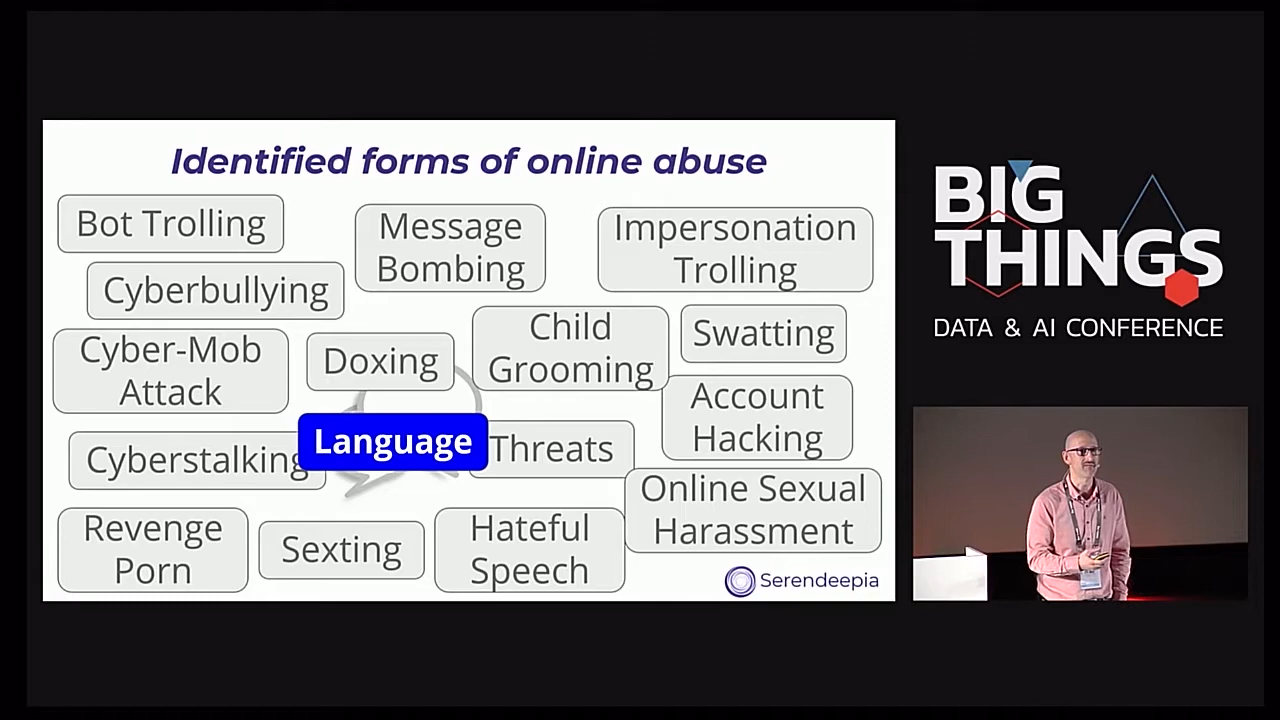 Identified forms of online abuse
Bot Trolling
Message
Bombing
Impersonation
Trolling
Cyberbullying
Cyber-Mob
Attack
Doxing
Child
Grooming
Swatting
Account
Hacking
Cyberstalking
Language
Threats
Online Sexual
Harassment
Revenge
Porn
Sexting
Hateful
Speech
Serendeepia
BIG
THINGS
DATA & AI CONFERENCE